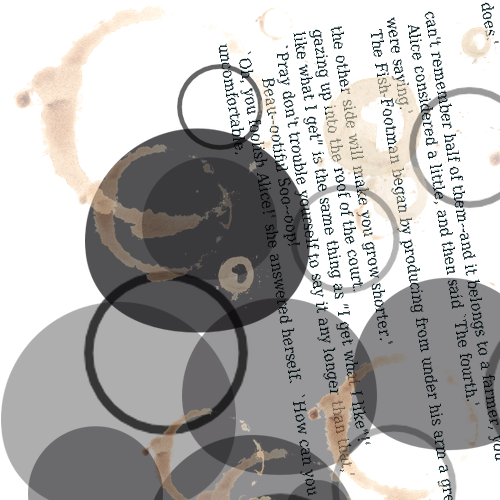 does.'
can't remember half of them--and it belongs to a farmer, you
Alice considered a little, and then said `The fourth.'
were saying.'
The Fish-Footman began by producing from under his arm a gre
the other side will make you grow shorter.'
gazing up into the roof of the court.
like what I get" is the same thing as "I get what I like"!'
`Pray don't trouble yourself to say it any longer than that.'
Beau--ootiful Soo--oop!
`Oh, you foolish Alice!' she answered herself. `How can you
uncomfortable.